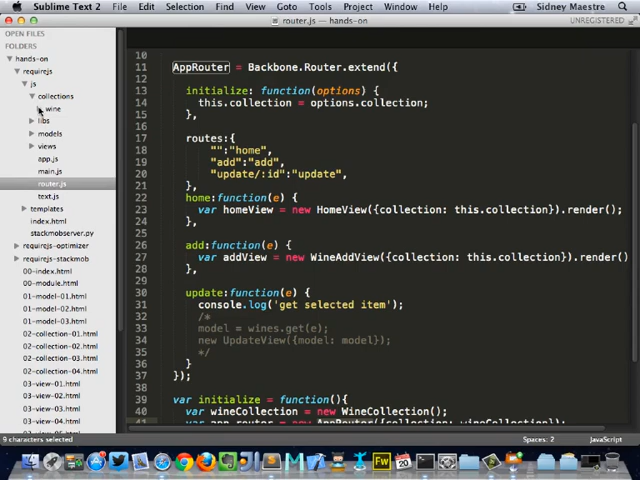 Sublime Text 2 File Edit Selection Find View Goto Tools Project Window Help Sidney Maestre
router.js — hands-on
UNREGISTERED
OPEN FILES
FOLDERS
hands-on
requirejs
js
collections
wine
libs
models
views
app.js
main.js
router.js
text.js
templates
index.html
stackmobserver.py
requirejs-optimizer
requirejs-stackmob
00-index.html
00-module.html
01-model-01.html
01-model-02.html
01-model-03.html
02-collection-01.html
02-collection-02.html
02-collection-03.html
02-collection-04.html
03-view-01.html
03-view-02.html
03-view-03.html
03-view-04.html
10
11 AppRouter = Backbone.Router.extend({
12
13 initialize: function(options) {
14 this.collection = options.collection;
15 },
16
17 routes:{
18 "":"home",
19 "add":"add",
20 "update/:id":"update",
21 },
22 home:function(e) {
23 var homeView = new HomeView({collection: this.collection}).render();
24 },
25
26 add:function(e) {
27 var addView = new WineAddView({collection: this.collection}).render()
28 },
29
30 update:function(e) {
31 console.log('get selected item');
32 /*
33 model = wines.get(e);
34 new UpdateView({model: model});
35 */
36 }
37 });
38
39 var initialize = function(){
40 var wineCollection = new WineCollection();
41 var app_router = new AppRouter({collection: wineCollection});
9 characters selected
Spaces: 2
JavaScript